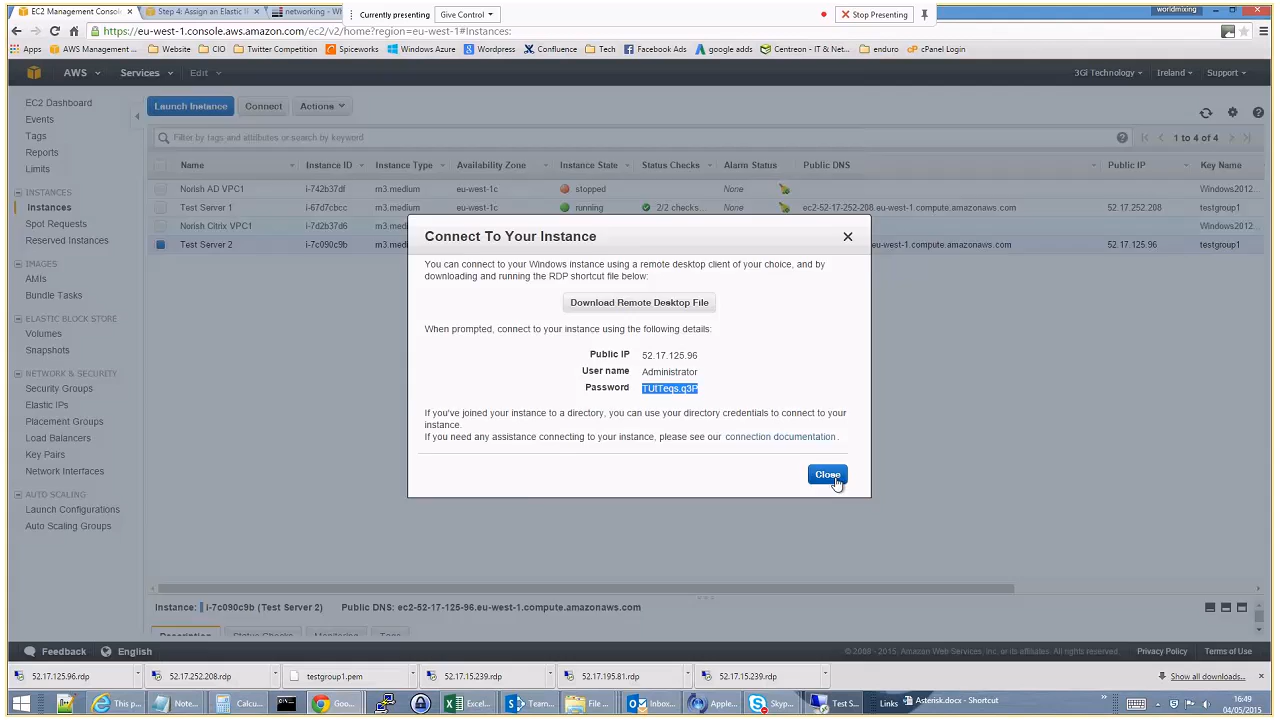 EC2 Management Console
Step 4: Assign an Elastic IP
networking - W
Currently presenting
Give Control
Stop Presenting
worldmixing
https://eu-west-1.console.aws.amazon.com/ec2/v2/home?region=eu-west-1#Instances:
Apps
AWS Management ...
Website
CIO
Twitter Competition
Spiceworks
Windows Azure
Wordpress
Confluence
Tech
Facebook Ads
google adds
Centreon - IT & Net...
enduro
cPanel Login
AWS
Services
Edit
3Gi Technology
Ireland
Support
EC2 Dashboard
Events
Tags
Reports
Limits
INSTANCES
Instances
Spot Requests
Reserved Instances
IMAGES
AMIs
Bundle Tasks
ELASTIC BLOCK STORE
Volumes
Snapshots
NETWORK & SECURITY
Security Groups
Elastic IPs
Placement Groups
Load Balancers
Key Pairs
Network Interfaces
AUTO SCALING
Launch Configurations
Auto Scaling Groups
Launch Instance
Connect
Actions
Filter by tags and attributes or search by keyword
1 to 4 of 4
Name
Instance ID
Instance Type
Availability Zone
Instance State
Status Checks
Alarm Status
Public DNS
Public IP
Key Name
Norish AD VPC1
i-742b37df
m3.medium
eu-west-1c
stopped
None
Windows2012...
Test Server 1
i-67d7cbcc
m3.medium
eu-west-1c
running
2/2 checks...
None
ec2-52-17-252-208.eu-west-1.compute.amazonaws.com
52.17.252.208
testgroup1
Norish Citrix VPC1
i-7d2b37d6
Windows2012...
Test Server 2
i-7c090c9b
eu-west-1.compute.amazonaws.com
52.17.125.96
testgroup1
Connect To Your Instance
You can connect to your Windows instance using a remote desktop client of your choice, and by
downloading and running the RDP shortcut file below:
Download Remote Desktop File
When prompted, connect to your instance using the following details:
Public IP 52.17.125.96
User name Administrator
Password TUtTeqs.q3P
If you've joined your instance to a directory, you can use your directory credentials to connect to your
instance.
If you need any assistance connecting to your instance, please see our connection documentation.
Close
Instance: i-7c090c9b (Test Server 2) Public DNS: ec2-52-17-125-96.eu-west-1.compute.amazonaws.com
Description
Status Checks
Monitoring
Tags
Feedback
English
© 2008 - 2015, Amazon Web Services, Inc. or its affiliates. All rights reserved.
Privacy Policy
Terms of Use
52.17.125.96.rdp
52.17.252.208.rdp
testgroup1.pem
52.17.15.239.rdp
52.17.195.81.rdp
52.17.15.239.rdp
Show all downloads...
This p...
Note...
Calcu...
Goo...
Excel...
Team...
File ...
Inbox...
Apple...
Skyp...
Test S...
Links
Asterisk.docx - Shortcut
16:49
04/05/2015